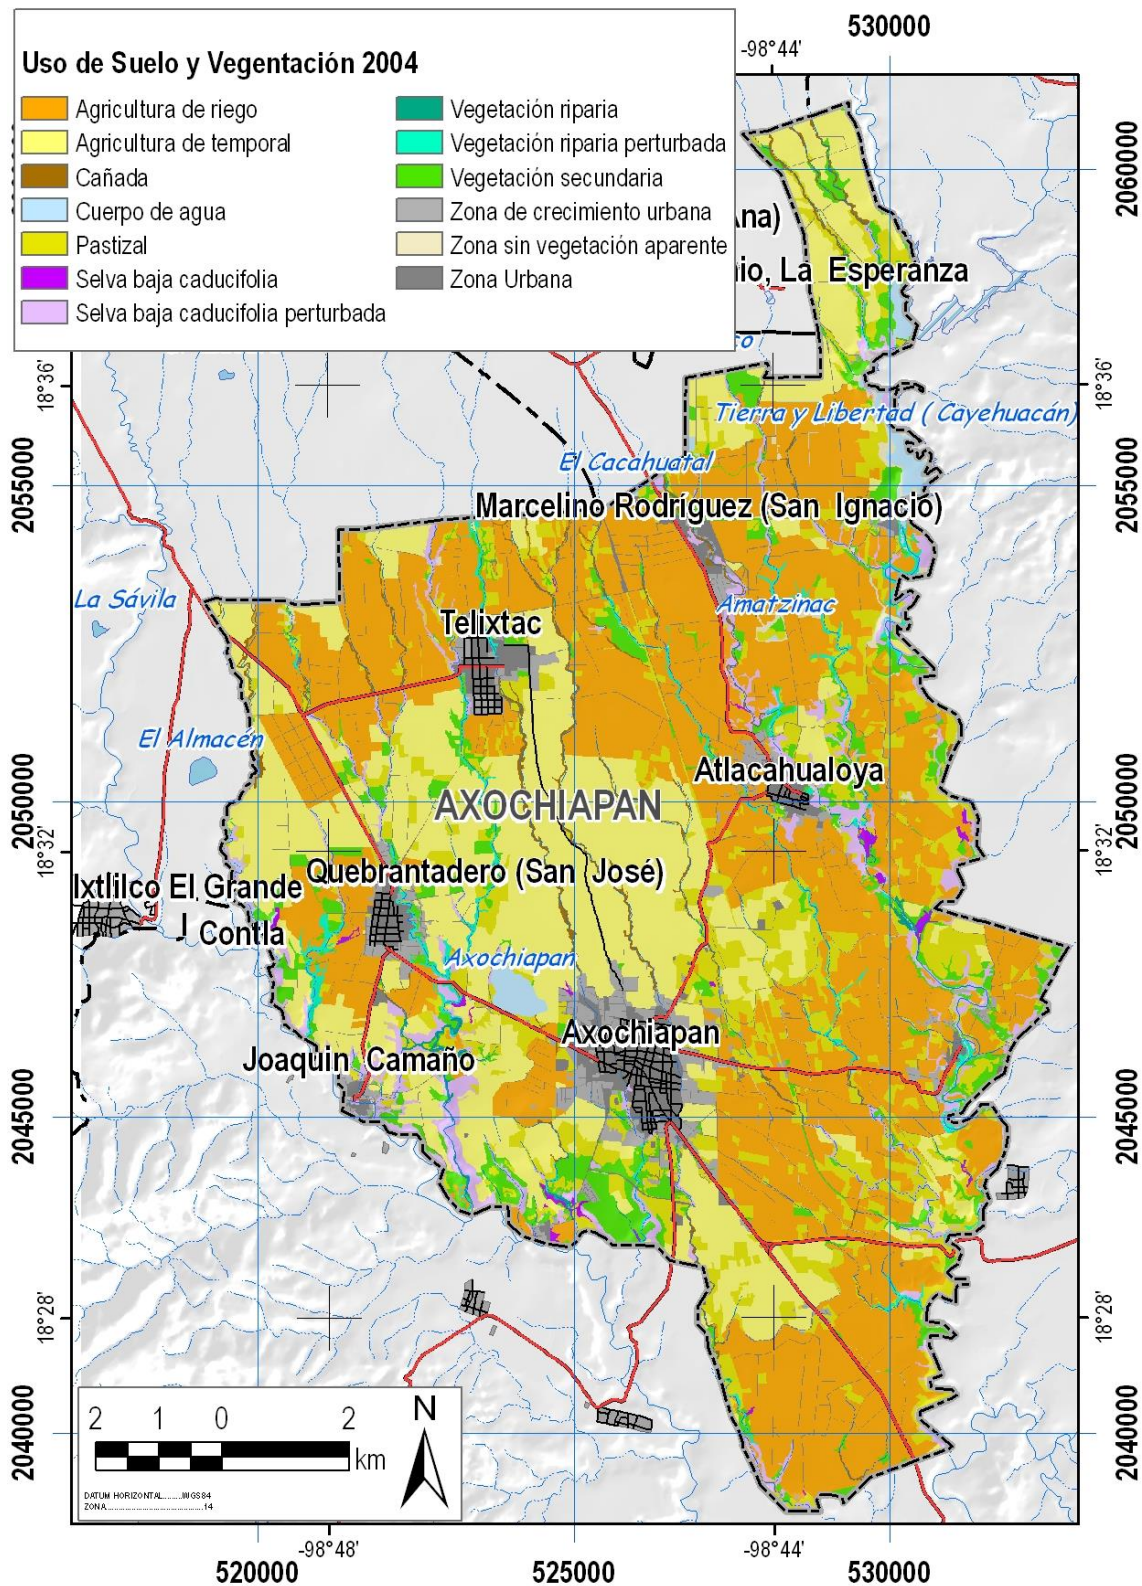 530000
-98°44'
Uso de Suelo y Vegentación 2004
Agricultura de riego
Agricultura de temporal
Cañada
Cuerpo de agua
Pastizal
Selva baja caducifolia
Selva baja caducifolia perturbada
Vegetación riparia
Vegetación riparia perturbada
Vegetación secundaria
Zona de crecimiento urbana
Zona sin vegetación aparente
Zona Urbana
2060000
La Esperanza
18°36'
18°36'
Tierra y Libertad ( Cayehuacán)
El Cacahuatal
2055000
2055000
Marcelino Rodríguez (San Ignacio)
La Sávila
Amatzinac
Telixtac
El Almacén
Atlacahualoya
2050000
AXOCHIAPAN
2050000
18°32'
18°32'
Quebrantadero (San José)
Ixtlilco El Grande
Contla
Axochiapan
Axochiapan
Joaquin Camaño
2045000
2045000
18°28'
18°28'
2 1 0 2
km
N
2040000
2040000
DATUM HORIZONTAL.........WGS84
ZONA.......................................14
-98°48'
-98°44'
520000
525000
530000